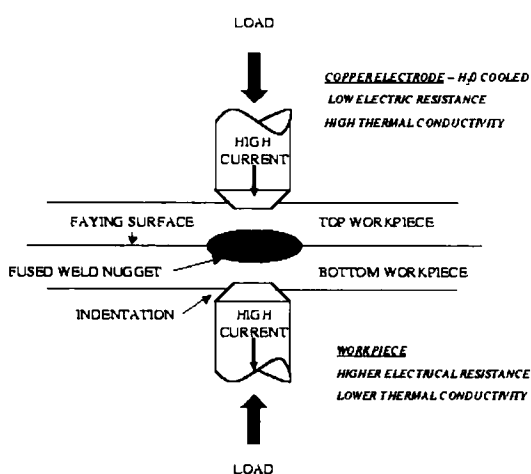 LOAD
COPPER ELECTRODE – H₂0 COOLED
LOW ELECTRIC RESISTANCE
HIGH THERMAL CONDUCTIVITY
HIGH
CURRENT
FAYING SURFACE
TOP WORKPIECE
FUSED WELD NUGGET
BOTTOM WORKPIECE
INDENTATION
HIGH
CURRENT
WORKPIECE
HIGHER ELECTRICAL RESISTANCE
LOWER THERMAL CONDUCTIVITY
LOAD